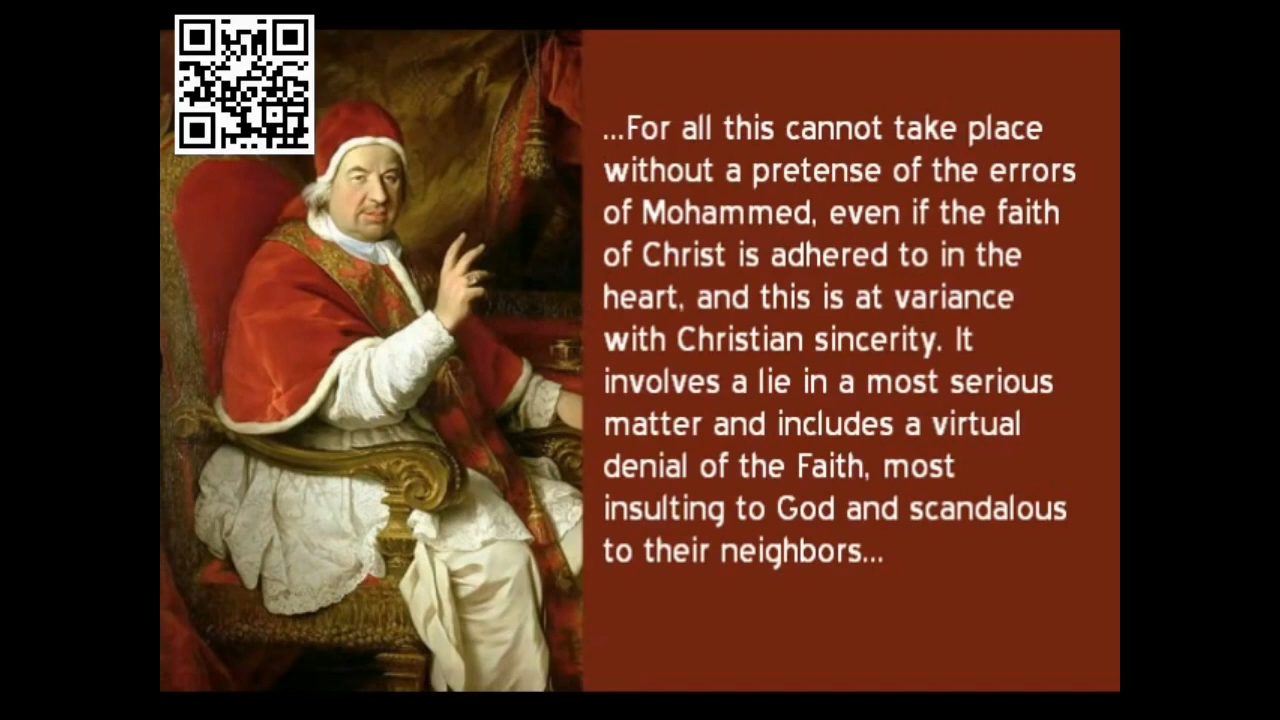 ...For all this cannot take place
without a pretense of the errors
of Mohammed, even if the faith
of Christ is adhered to in the
heart, and this is at variance
with Christian sincerity. It
involves a lie in a most serious
matter and includes a virtual
denial of the Faith, most
insulting to God and scandalous
to their neighbors...